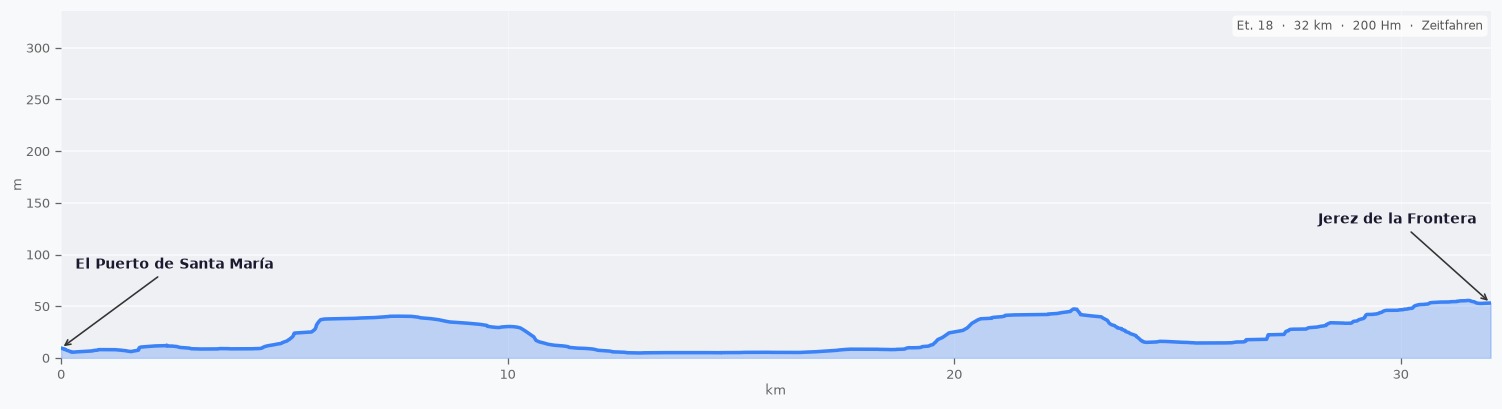 Et. 18 · 32 km · 200 Hm · Zeitfahren
300
250
200
150
100
50
0
m
El Puerto de Santa María
Jerez de la Frontera
0
10
20
30
km